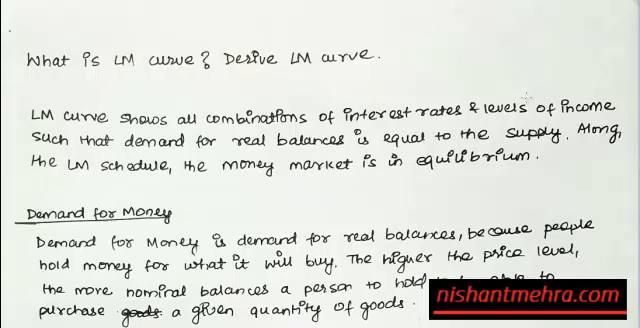 What is LM curve? Derive LM curve.
LM curve shows all combinations of interest rates & levels of income
such that demand for real balances is equal to the supply. Along,
the LM schedule, the money market is in equilibrium.
Demand for Money
Demand for Money is demand for real balances, because people
hold money for what it will buy. The higher the price level,
the more nominal balances a person to hold to
purchase goods a given quantity of goods.
nishantmehra.com